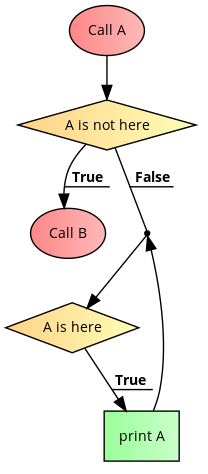 Call A
A is not here
True
False
Call B
A is here
True
print A